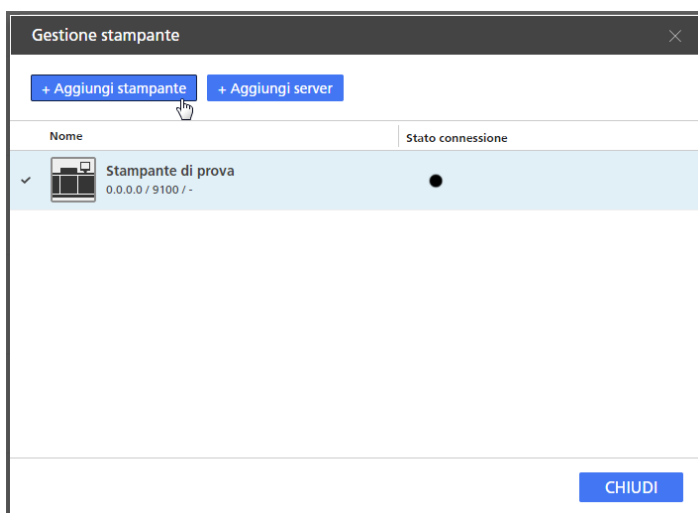 Gestione stampante
+ Aggiungi stampante + Aggiungi server
Nome Stato connessione
Stampante di prova
0.0.0.0 / 9100 / -
CHIUDI